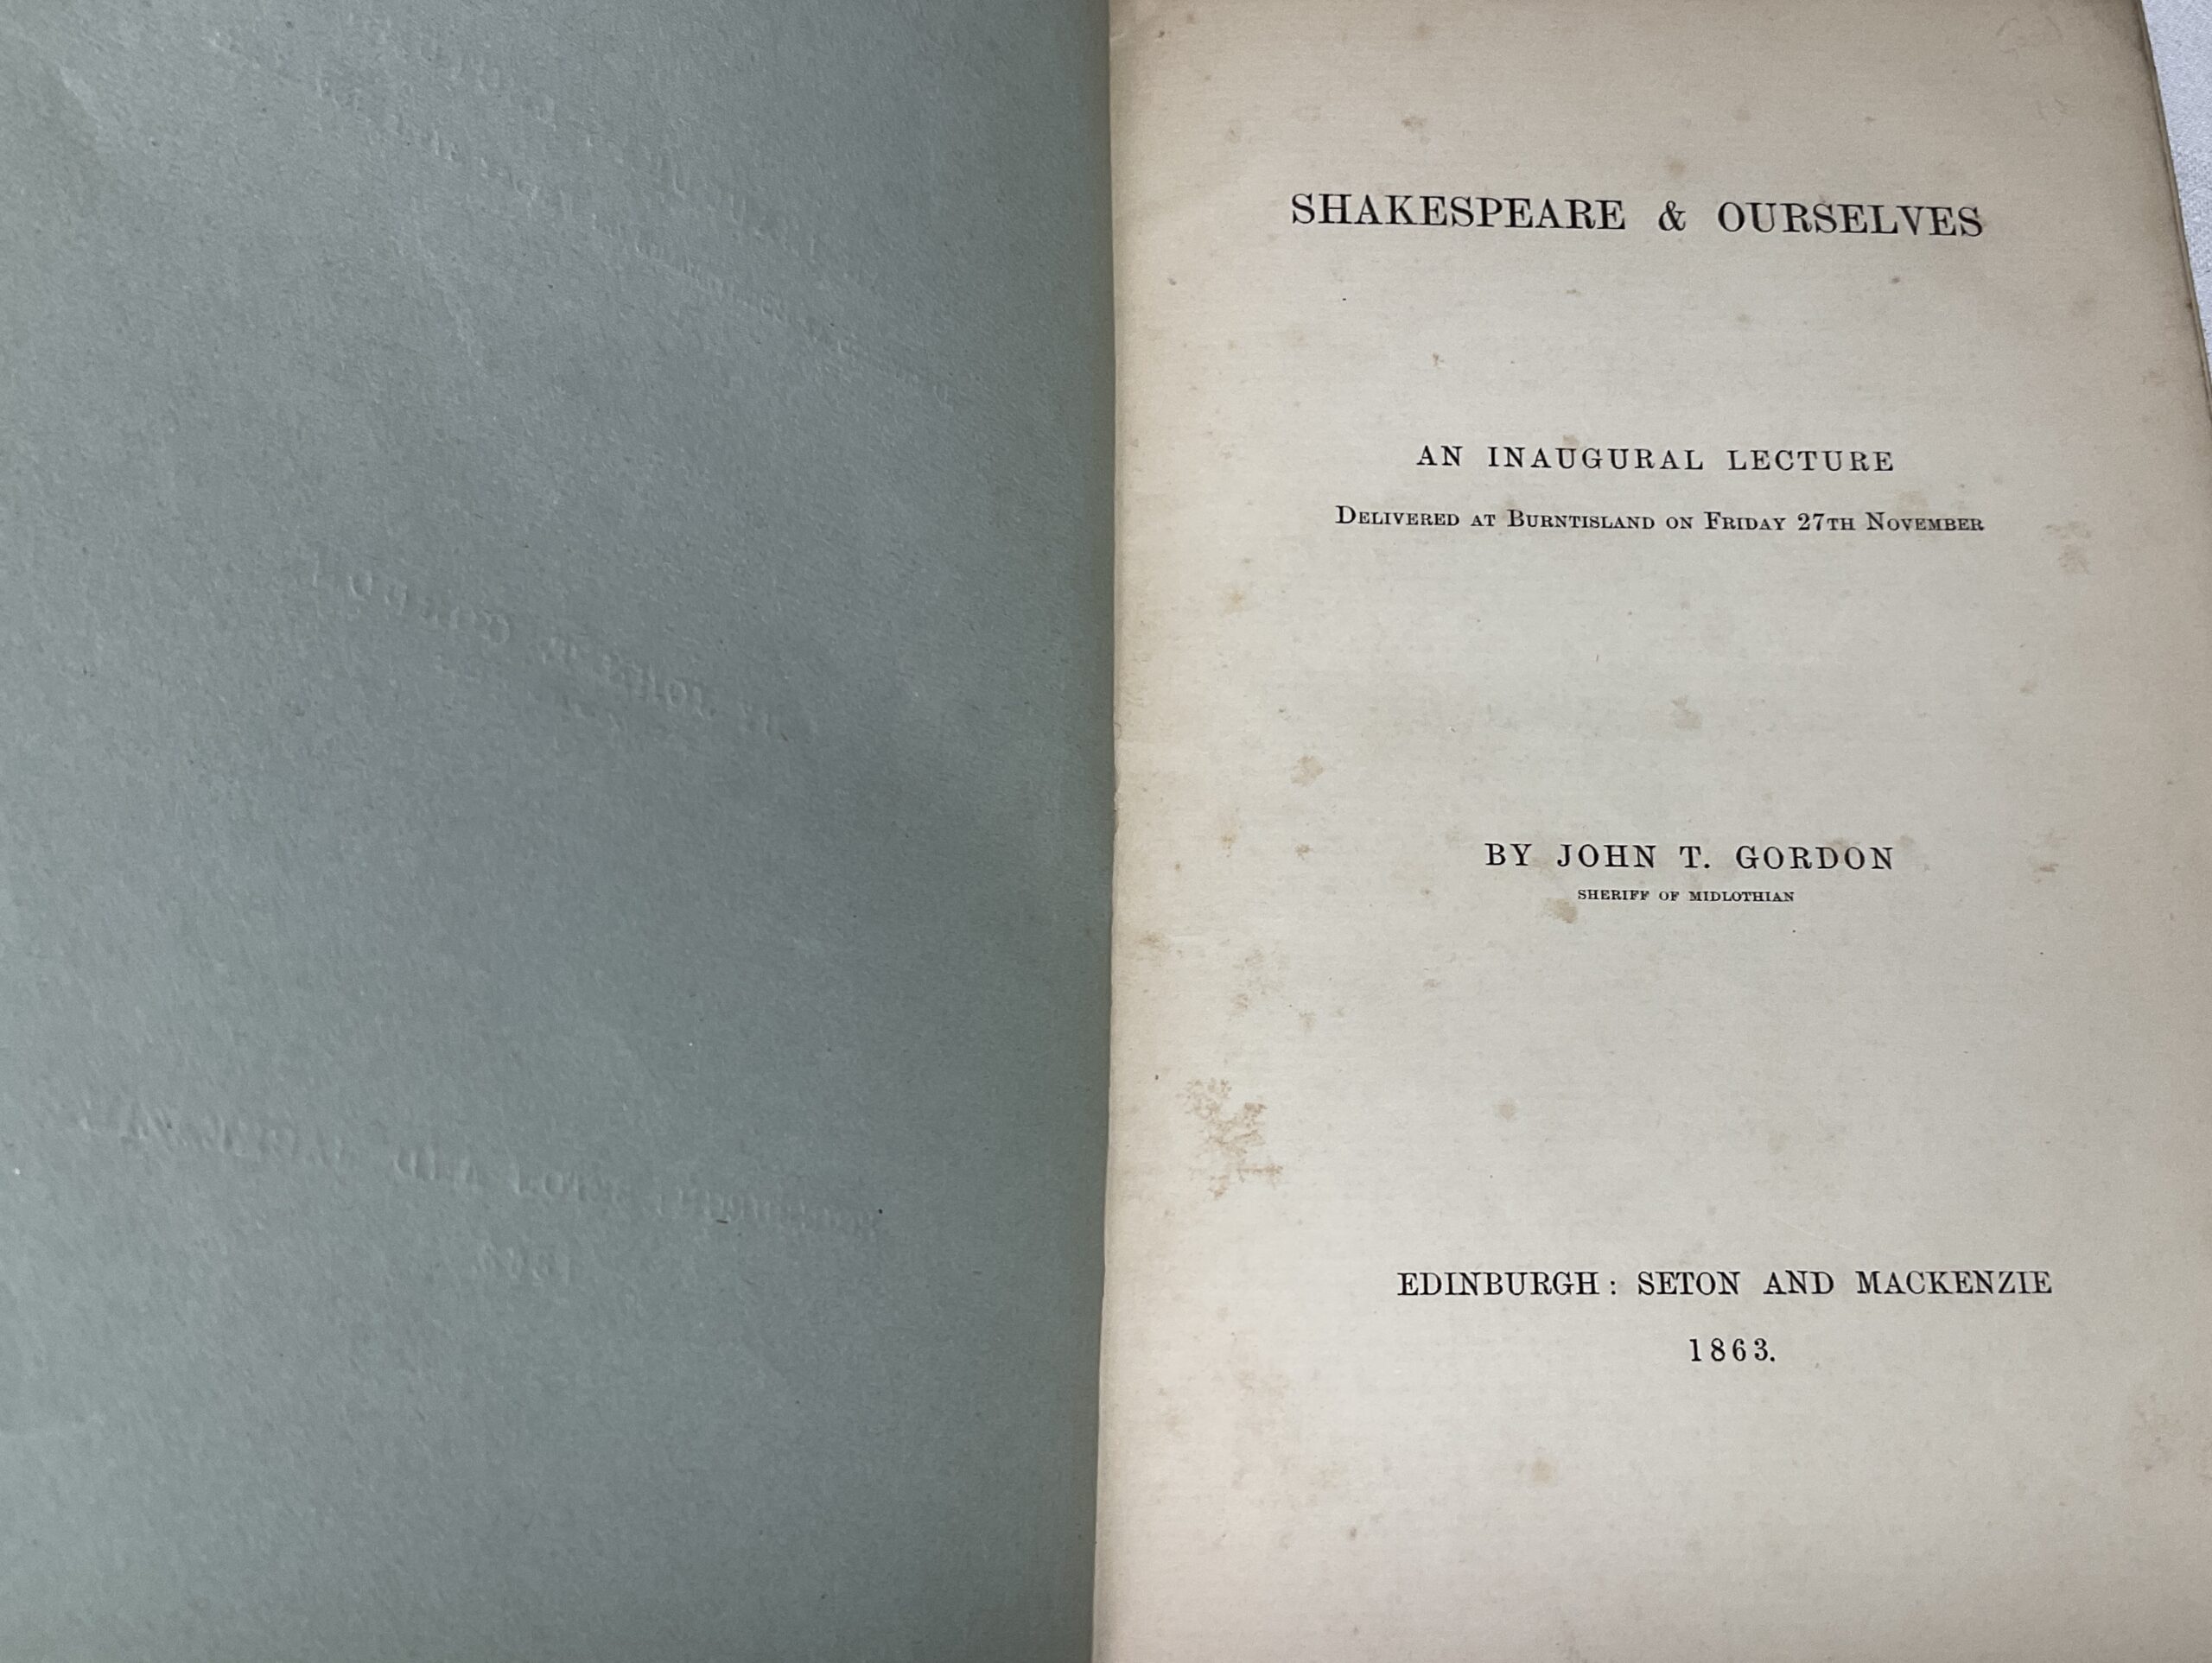 SHAKESPEARE & OURSELVES
AN INAUGURAL LECTURE
DELIVERED AT BURNTISLAND ON FRIDAY 27TH NOVEMBER
BY JOHN T. GORDON
SHERIFF OF MIDLOTHIAN
EDINBURGH: SETON AND MACKENZIE
1863.